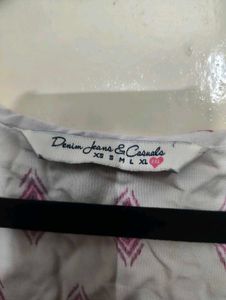 Denim Jeans & Casuals
XS S M L XL